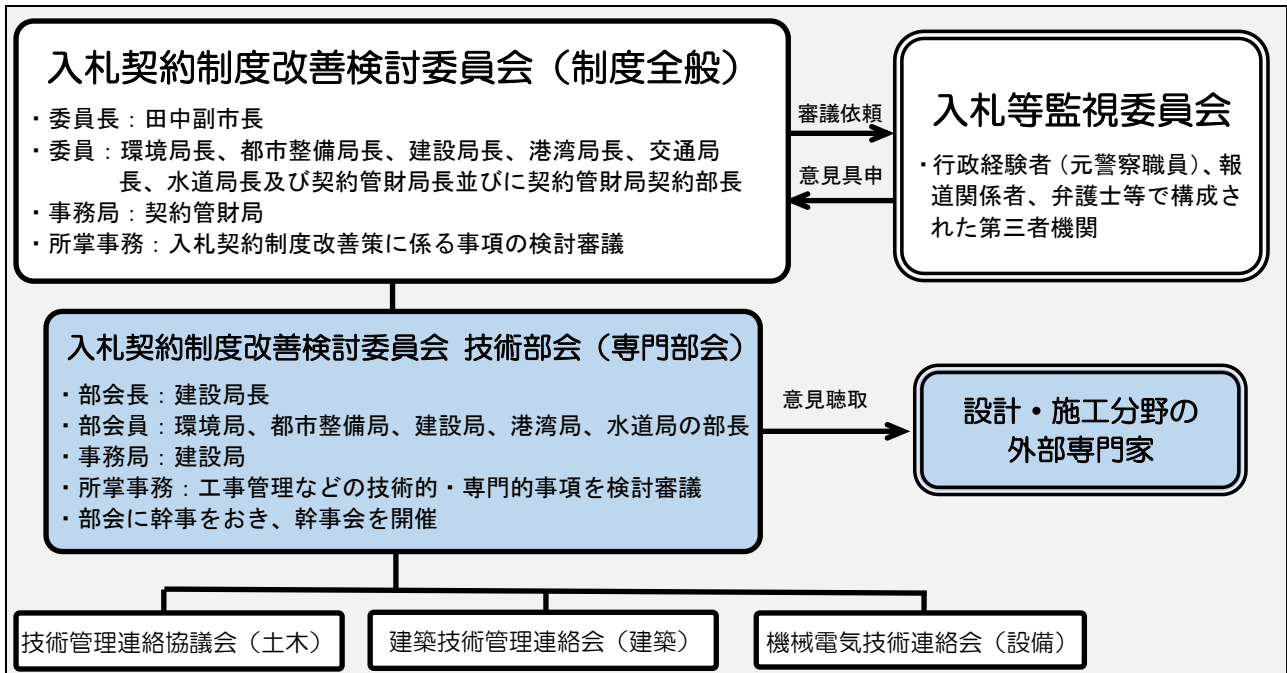 入札契約制度改善検討委員会（制度全般）
・委員長：田中副市長
・委員：環境局長、都市整備局長、建設局長、港湾局長、交通局
長、水道局長及び契約管財局長並びに契約管財局契約部長
・事務局：契約管財局
・所掌事務：入札契約制度改善策に係る事項の検討審議
審議依頼
意見具申
入札等監視委員会
・行政経験者（元警察職員）、報
道関係者、弁護士等で構成さ
れた第三者機関
入札契約制度改善検討委員会 技術部会（専門部会）
・部会長：建設局長
・部会員：環境局、都市整備局、建設局、港湾局、水道局の部長
・事務局：建設局
・所掌事務：工事管理などの技術的・専門的事項を検討審議
・部会に幹事をおき、幹事会を開催
意見聴取
設計・施工分野の
外部専門家
技術管理連絡協議会（土木）
建築技術管理連絡会（建築）
機械電気技術連絡会（設備）